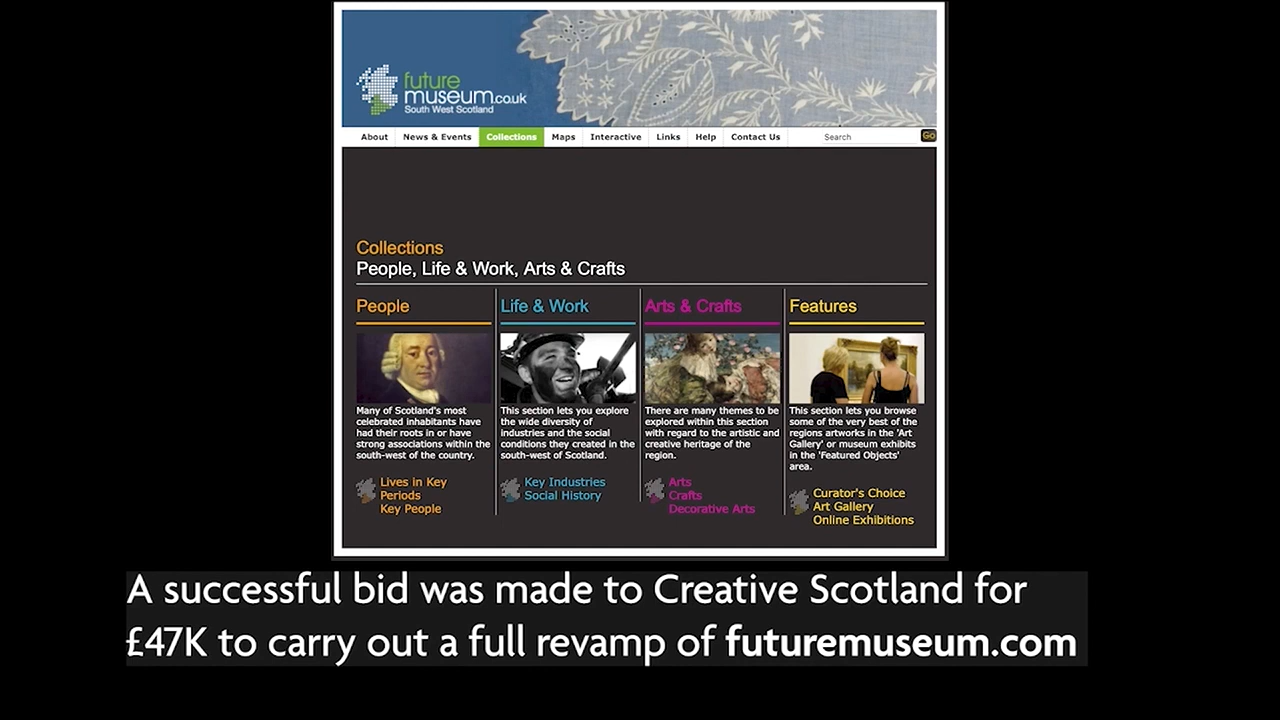 future
museum.co.uk
South West Scotland
About News & Events Collections Maps Interactive Links Help Contact Us Search Go
Collections
People, Life & Work, Arts & Crafts
People
Many of Scotland's most
celebrated inhabitants have
had their roots in or have
strong associations within the
south-west of the country.
Lives in Key
Periods
Key People
Life & Work
This section lets you explore
the wide diversity of
industries and the social
conditions they created in the
south-west of Scotland.
Key Industries
Social History
Arts & Crafts
There are many themes to be
explored within this section
with regard to the artistic and
creative heritage of the
region.
Arts
Crafts
Decorative Arts
Features
This section lets you browse
some of the very best of the
regions artworks in the 'Art
Gallery' or museum exhibits
in the 'Featured Objects'
area.
Curator's Choice
Art Gallery
Online Exhibitions
A successful bid was made to Creative Scotland for
£47K to carry out a full revamp of futuremuseum.com